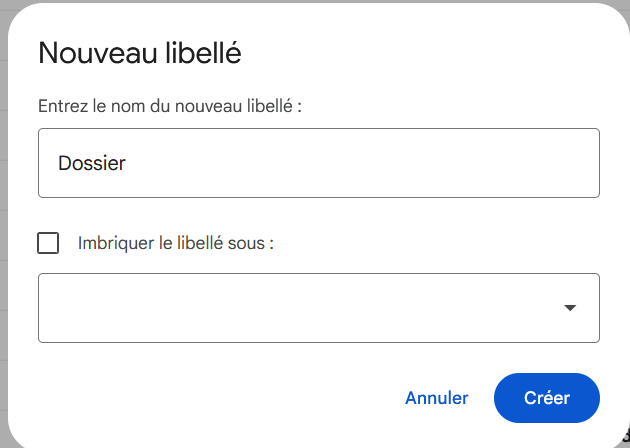 Nouveau libellé
Entrez le nom du nouveau libellé :
Dossier
Imbriquer le libellé sous :
Annuler Créer